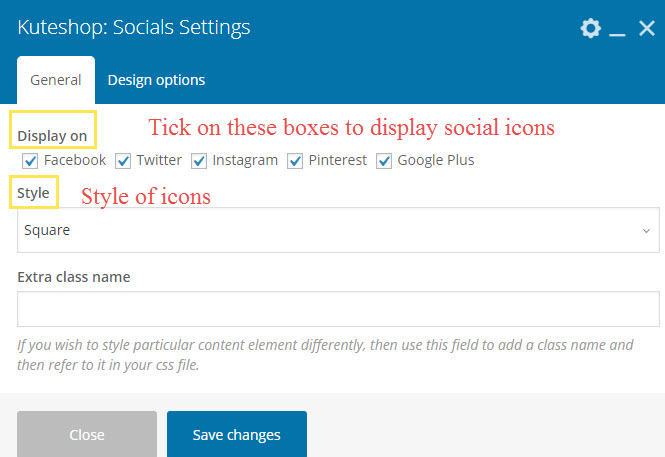 Kuteshop: Socials Settings
General
Design options
Display on
Tick on these boxes to display social icons
Facebook Twitter Instagram Pinterest Google Plus
Style
Style of icons
Square
Extra class name
If you wish to style particular content element differently, then use this field to add a class name and
then refer to it in your css file.
Close
Save changes